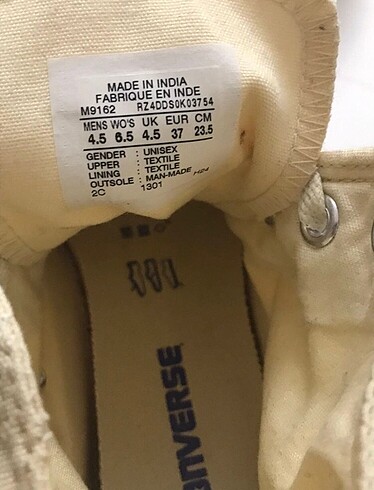 MADE IN INDIA
FABRIQUE EN INDE
M9162 RZ4DDS0K03754
MENS WO'S UK EUR CM
4.5 6.5 4.5 37 23.5
GENDER : UNISEX
UPPER : TEXTILE
LINING : TEXTILE
OUTSOLE : MAN-MADE H24
2C 1301
CONVERSE